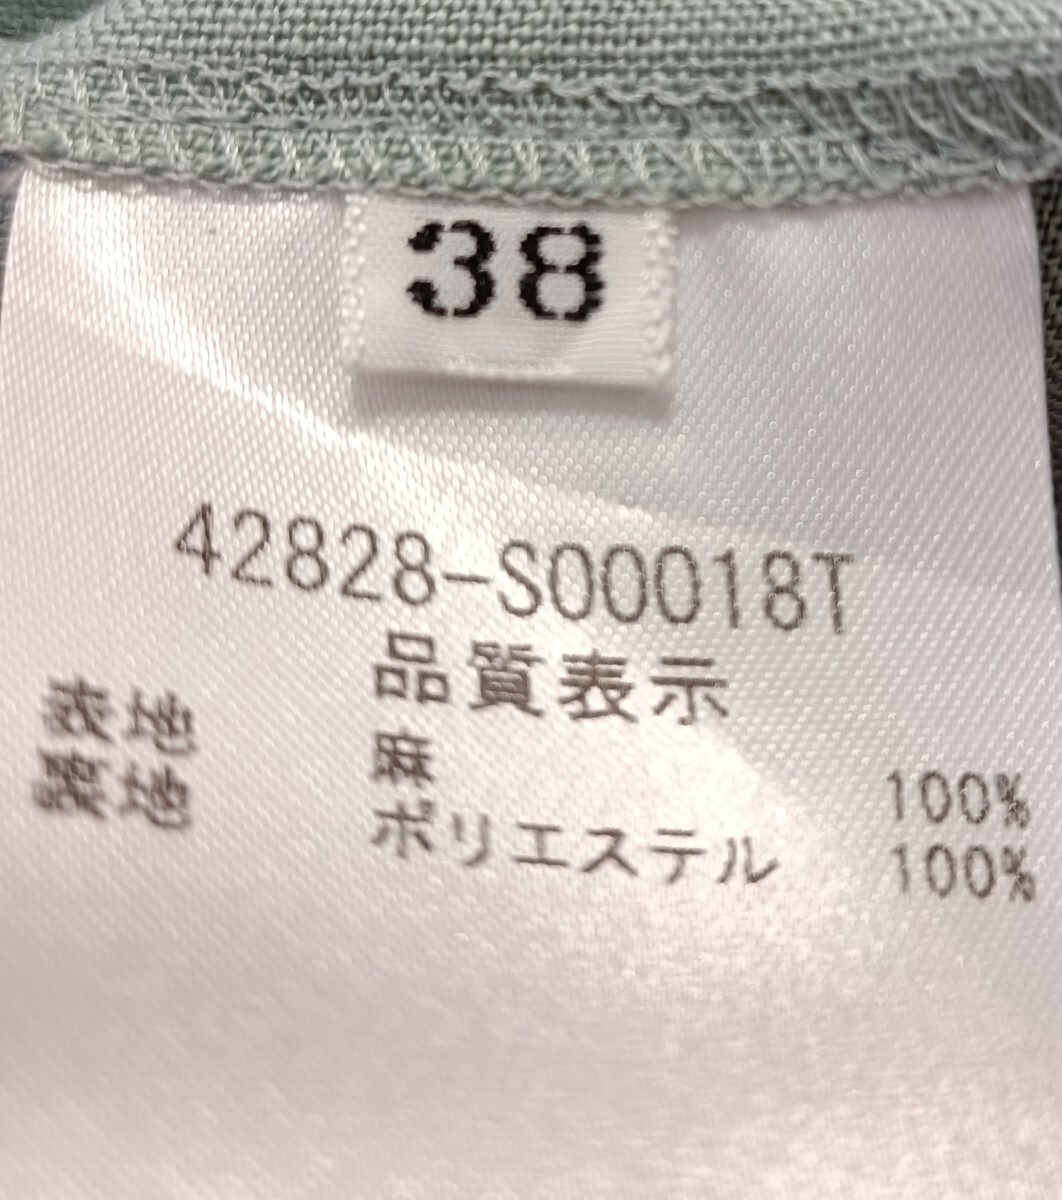 38
42828-S00018T
品質表示
表地 麻 100%
裏地 ポリエステル 100%